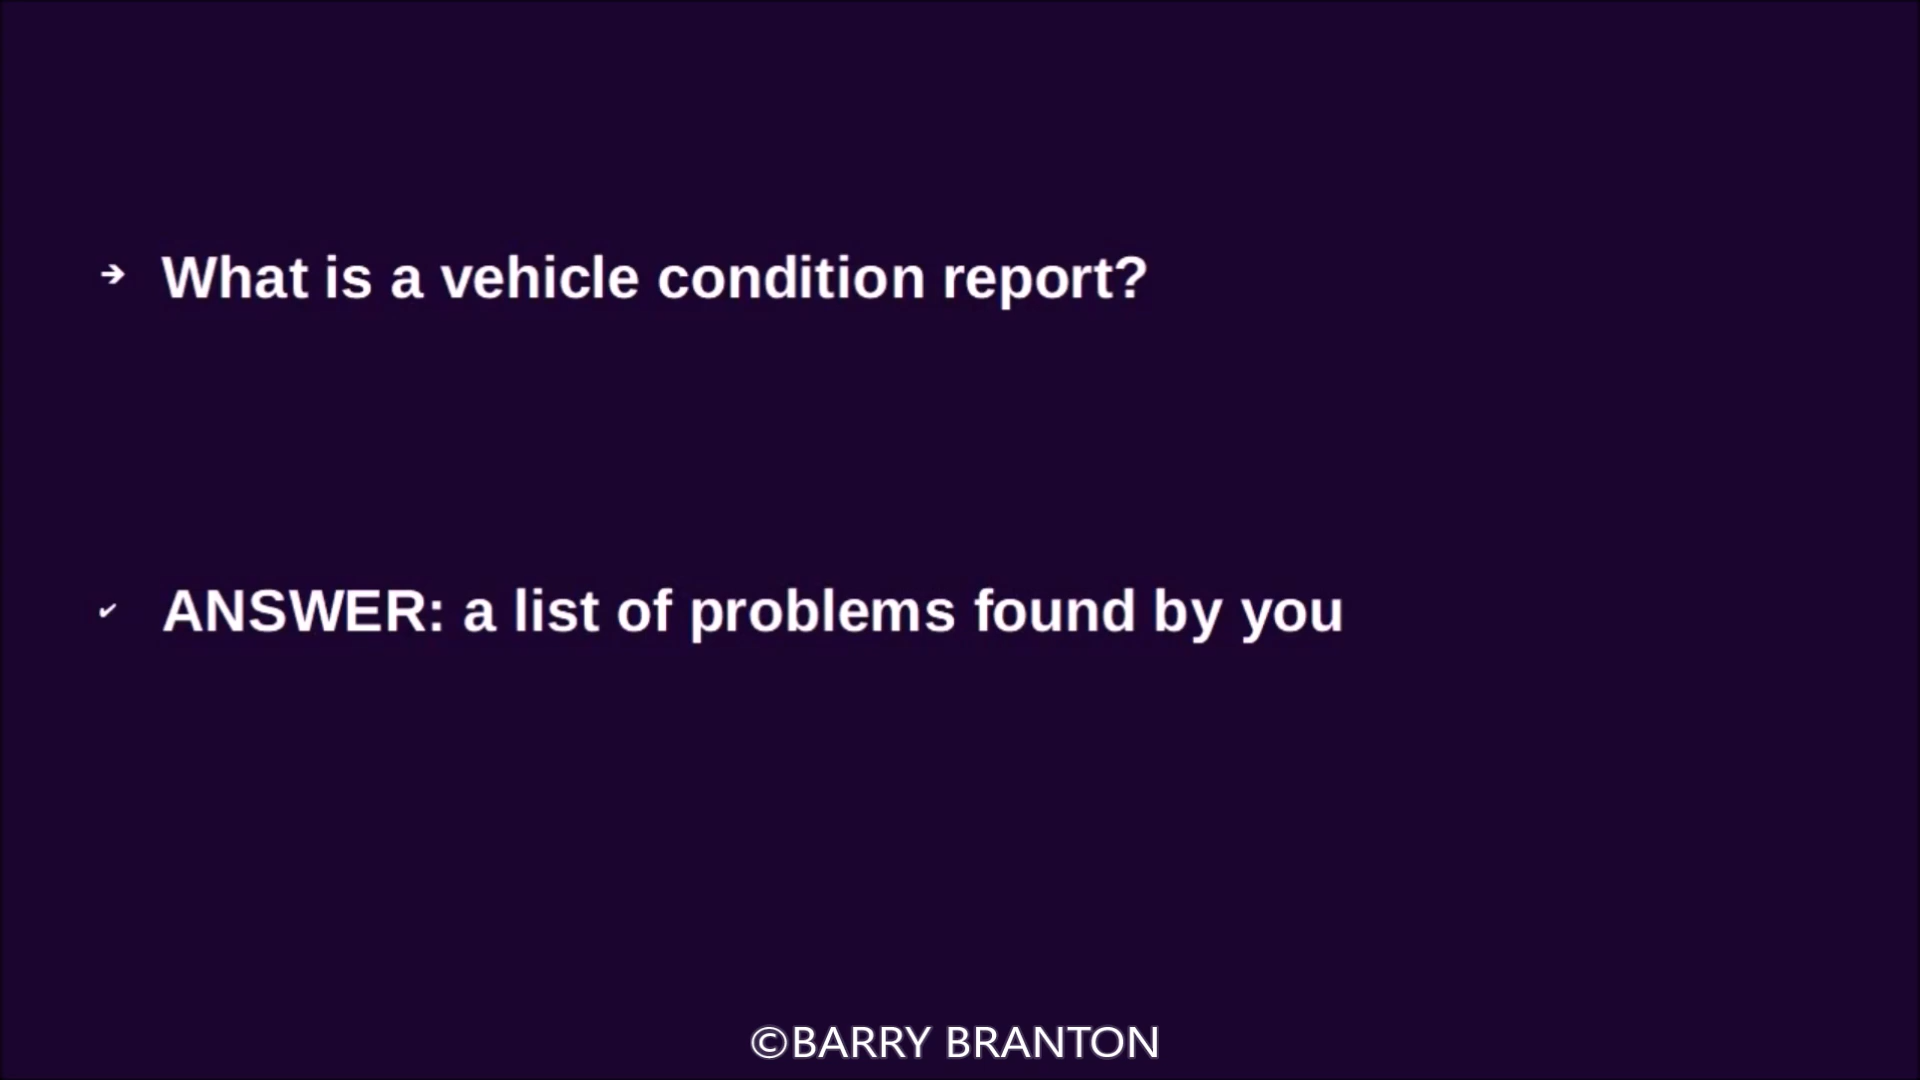 ➔ What is a vehicle condition report?
✔ ANSWER: a list of problems found by you
©BARRY BRANTON